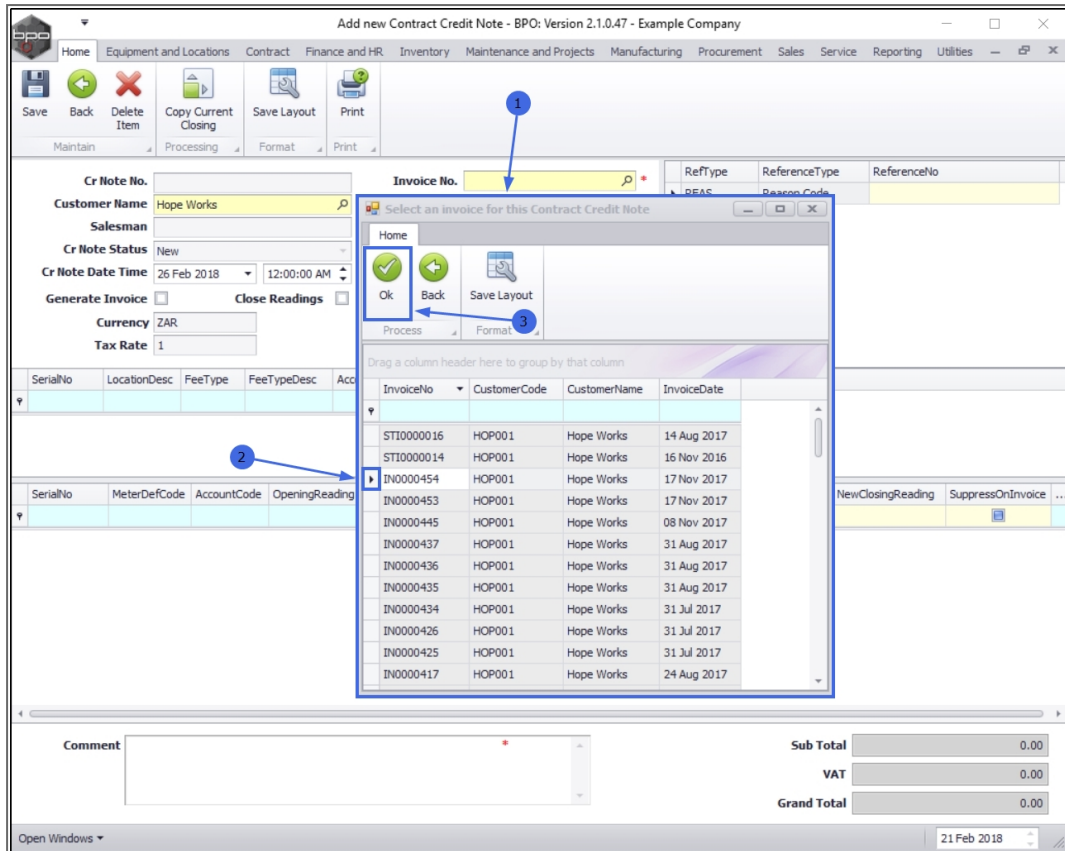 bpo
Add new Contract Credit Note - BPO: Version 2.1.0.47 - Example Company
Home Equipment and Locations Contract Finance and HR Inventory Maintenance and Projects Manufacturing Procurement Sales Service Reporting Utilities
Save Back Delete Item Copy Current Closing Save Layout Print
Maintain Processing Format Print
1
Cr Note No.
Invoice No. *
Customer Name Hope Works
Salesman
Cr Note Status New
Cr Note Date Time 26 Feb 2018 12:00:00 AM
Generate Invoice Close Readings
Currency ZAR
Tax Rate 1
RefType ReferenceType ReferenceNo
REAS Reason Code
Select an invoice for this Contract Credit Note
Home
Ok Back Save Layout
Process Format
3
Drag a column header here to group by that column
InvoiceNo CustomerCode CustomerName InvoiceDate
STI0000016 HOP001 Hope Works 14 Aug 2017
STI0000014 HOP001 Hope Works 16 Nov 2016
2
IN0000454 HOP001 Hope Works 17 Nov 2017
IN0000453 HOP001 Hope Works 17 Nov 2017
IN0000445 HOP001 Hope Works 08 Nov 2017
IN0000437 HOP001 Hope Works 31 Aug 2017
IN0000436 HOP001 Hope Works 31 Aug 2017
IN0000435 HOP001 Hope Works 31 Aug 2017
IN0000434 HOP001 Hope Works 31 Jul 2017
IN0000426 HOP001 Hope Works 31 Jul 2017
IN0000425 HOP001 Hope Works 31 Jul 2017
IN0000417 HOP001 Hope Works 24 Aug 2017
SerialNo LocationDesc FeeType FeeTypeDesc Acc
SerialNo MeterDefCode AccountCode OpeningReading NewClosingReading SuppressOnInvoice ...
Comment *
Sub Total 0.00
VAT 0.00
Grand Total 0.00
Open Windows 21 Feb 2018